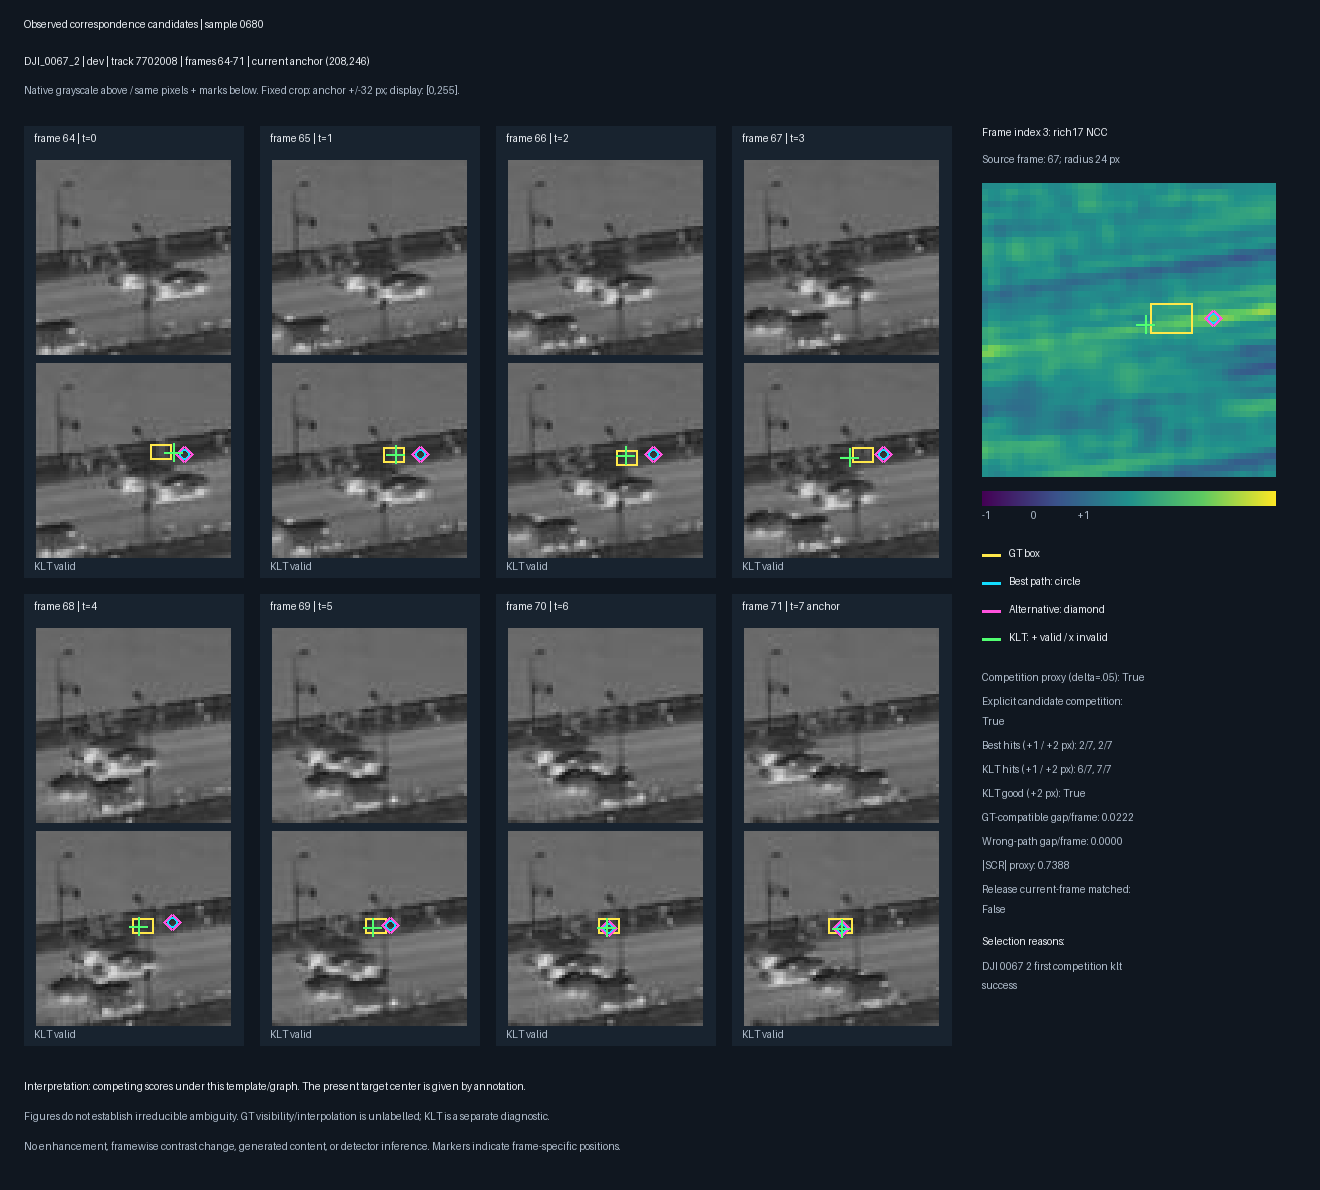 Observed correspondence candidates | sample 0680
DJI_0067_2 | dev | track 7702008 | frames 64-71 | current anchor (208,246)
Native grayscale above / same pixels + marks below. Fixed crop: anchor +/-32 px; display: [0,255].
frame 64 | t=0
frame 65 | t=1
frame 66 | t=2
frame 67 | t=3
KLT valid
KLT valid
KLT valid
KLT valid
frame 68 | t=4
frame 69 | t=5
frame 70 | t=6
frame 71 | t=7 anchor
KLT valid
KLT valid
KLT valid
KLT valid
Frame index 3: rich17 NCC
Source frame: 67; radius 24 px
-1 0 +1
GT box
Best path: circle
Alternative: diamond
KLT: + valid / x invalid
Competition proxy (delta=.05): True
Explicit candidate competition:
True
Best hits (+1 / +2 px): 2/7, 2/7
KLT hits (+1 / +2 px): 6/7, 7/7
KLT good (+2 px): True
GT-compatible gap/frame: 0.0222
Wrong-path gap/frame: 0.0000
|SCR| proxy: 0.7388
Release current-frame matched:
False
Selection reasons:
DJI 0067 2 first competition klt
success
Interpretation: competing scores under this template/graph. The present target center is given by annotation.
Figures do not establish irreducible ambiguity. GT visibility/interpolation is unlabelled; KLT is a separate diagnostic.
No enhancement, framewise contrast change, generated content, or detector inference. Markers indicate frame-specific positions.